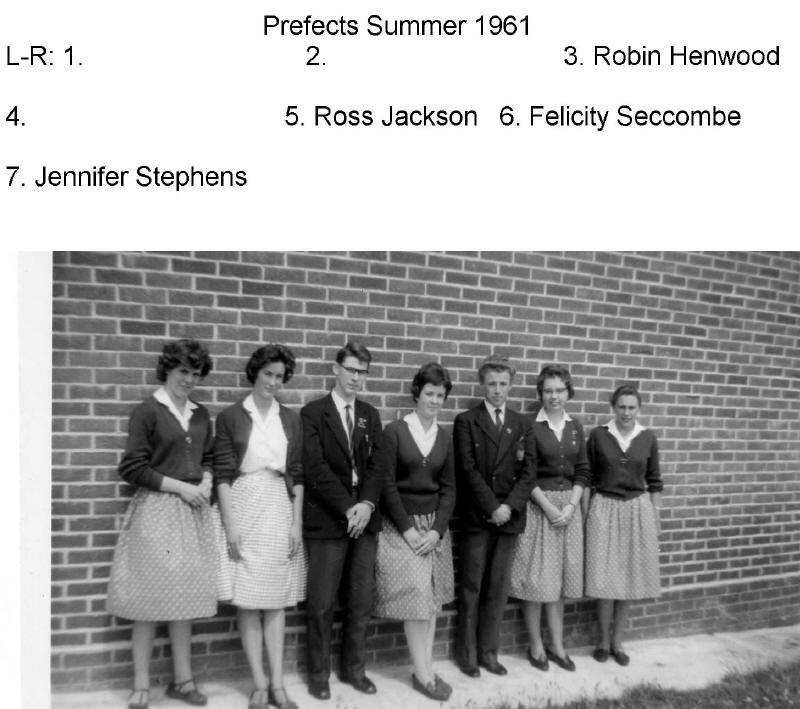 Prefects Summer 1961
L-R: 1. 2. 3. Robin Henwood
4. 5. Ross Jackson 6. Felicity Seccombe
7. Jennifer Stephens